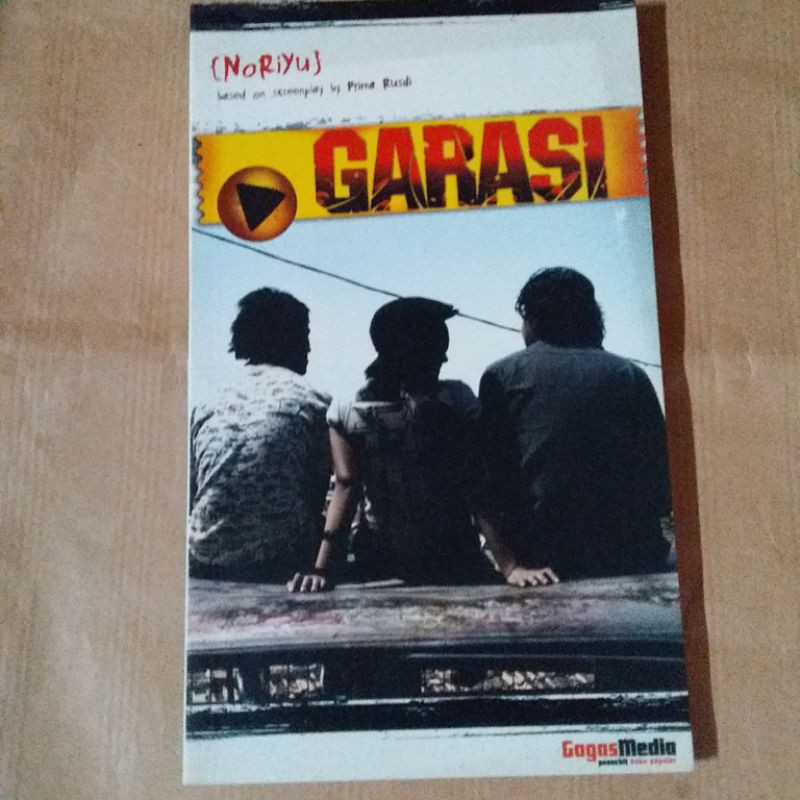 {NoRiYu}
based on screenplay by Prima Rusdi
GARASI
GagasMedia
penerbit buku populer